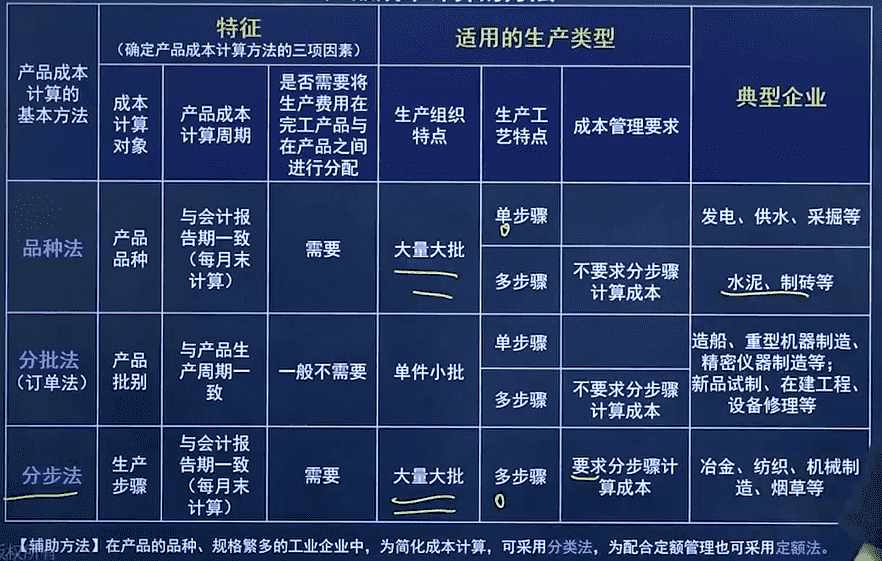 特征
（确定产品成本计算方法的三项因素）
适用的生产类型
产品成本
计算的
基本方法
成本
计算
对象
产品成本
计算周期
是否需要将
生产费用在
完工产品与
在产品之间
进行分配
生产组织
特点
生产工
艺特点
成本管理要求
典型企业
品种法
产品
品种
与会计报
告期一致
（每月末
计算）
需要
大量大批
单步骤
发电、供水、采掘等
多步骤
不要求分步骤
计算成本
水泥、制砖等
分批法
（订单法）
产品
批别
与产品生
产周期一
致
一般不需要
单件小批
单步骤
多步骤
不要求分步骤
计算成本
造船、重型机器制造、
精密仪器制造等；
新品试制、在建工程、
设备修理等
分步法
生产
步骤
与会计报
告期一致
（每月末
计算）
需要
大量大批
多步骤
要求分步骤计
算成本
冶金、纺织、机械制
造、烟草等
【辅助方法】在产品的品种、规格繁多的工业企业中，为简化成本计算，可采用分类法，为配合定额管理也可采用定额法。